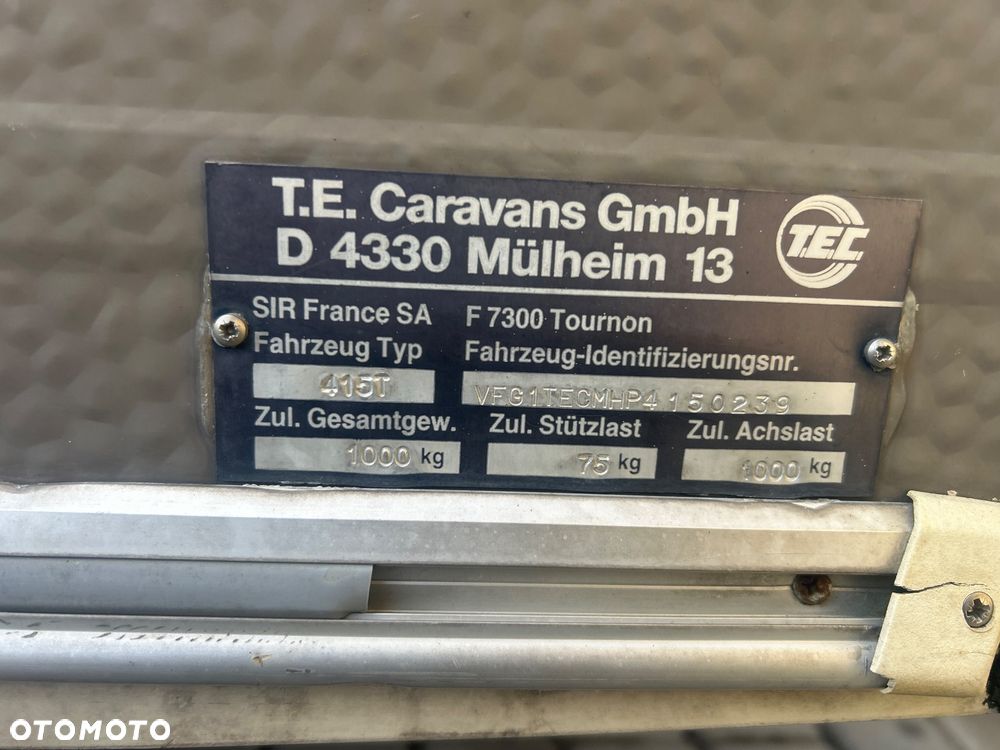 T.E. Caravans GmbH
D 4330 Mülheim 13
T.E.C.
SIR France SA F 7300 Tournon
Fahrzeug Typ Fahrzeug-Identifizierungsnr.
415T VFG1TECMHP4150239
Zul. Gesamtgew. Zul. Stützlast Zul. Achslast
1000 kg 75 kg 1000 kg
OTOMOTO